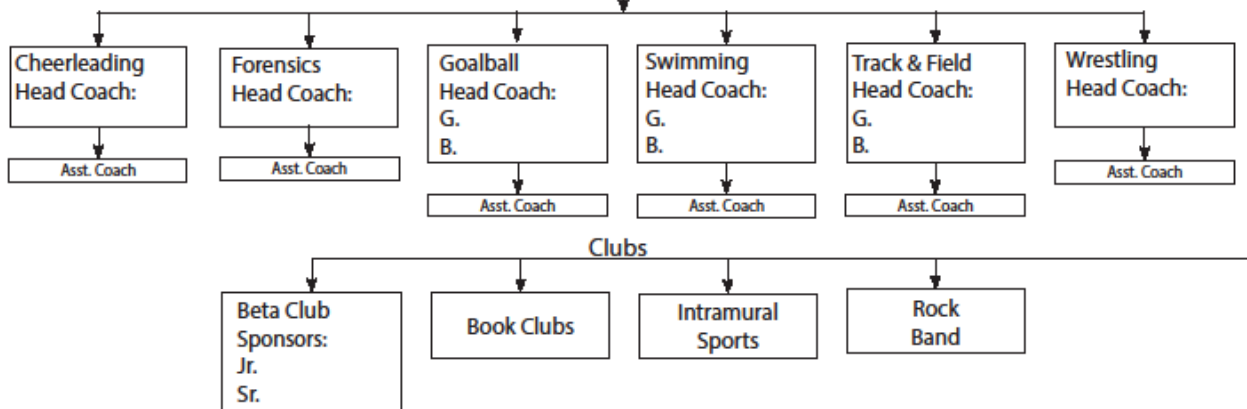 Cheerleading
Head Coach:
Asst. Coach
Forensics
Head Coach:
Asst. Coach
Goalball
Head Coach:
G.
B.
Asst. Coach
Swimming
Head Coach:
G.
B.
Asst. Coach
Track & Field
Head Coach:
G.
B.
Asst. Coach
Wrestling
Head Coach:
Asst. Coach
Clubs
Beta Club
Sponsors:
Jr.
Sr.
Book Clubs
Intramural
Sports
Rock
Band